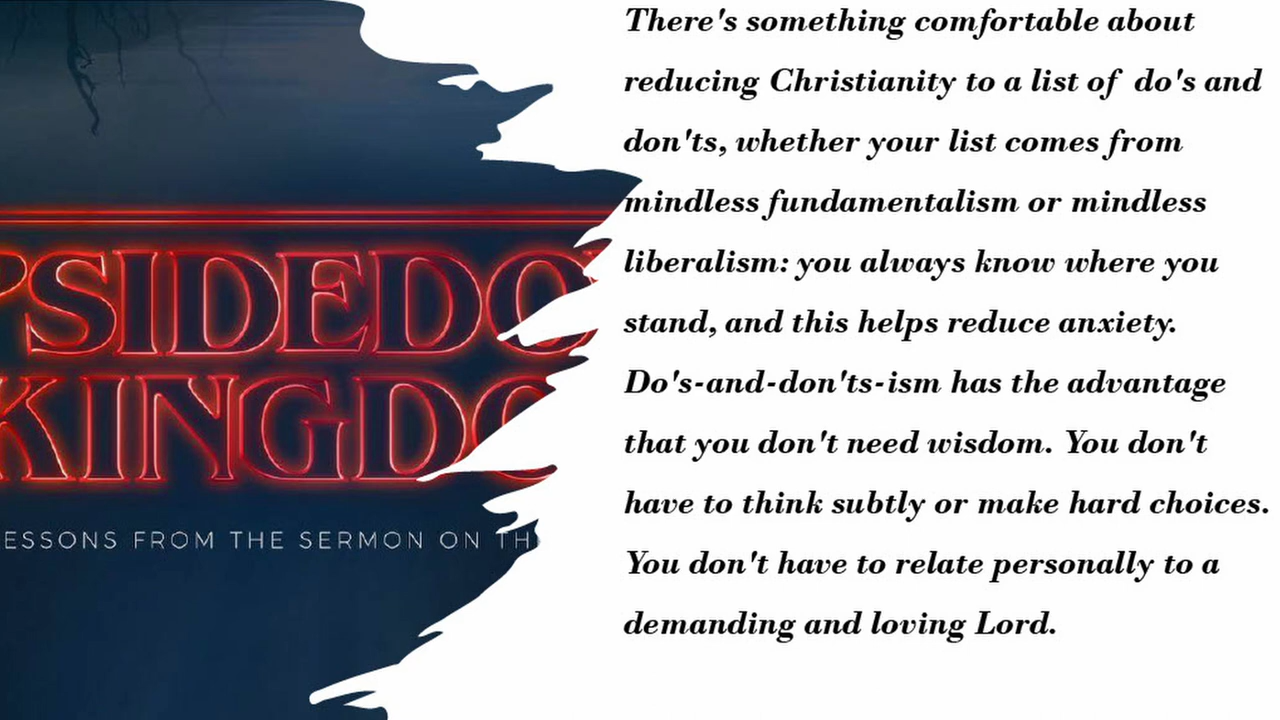 PSIDEDO
KINGDO
ESSONS FROM THE SERMON ON TH
There's something comfortable about
reducing Christianity to a list of do's and
don'ts, whether your list comes from
mindless fundamentalism or mindless
liberalism: you always know where you
stand, and this helps reduce anxiety.
Do's-and-don'ts-ism has the advantage
that you don't need wisdom. You don't
have to think subtly or make hard choices.
You don't have to relate personally to a
demanding and loving Lord.